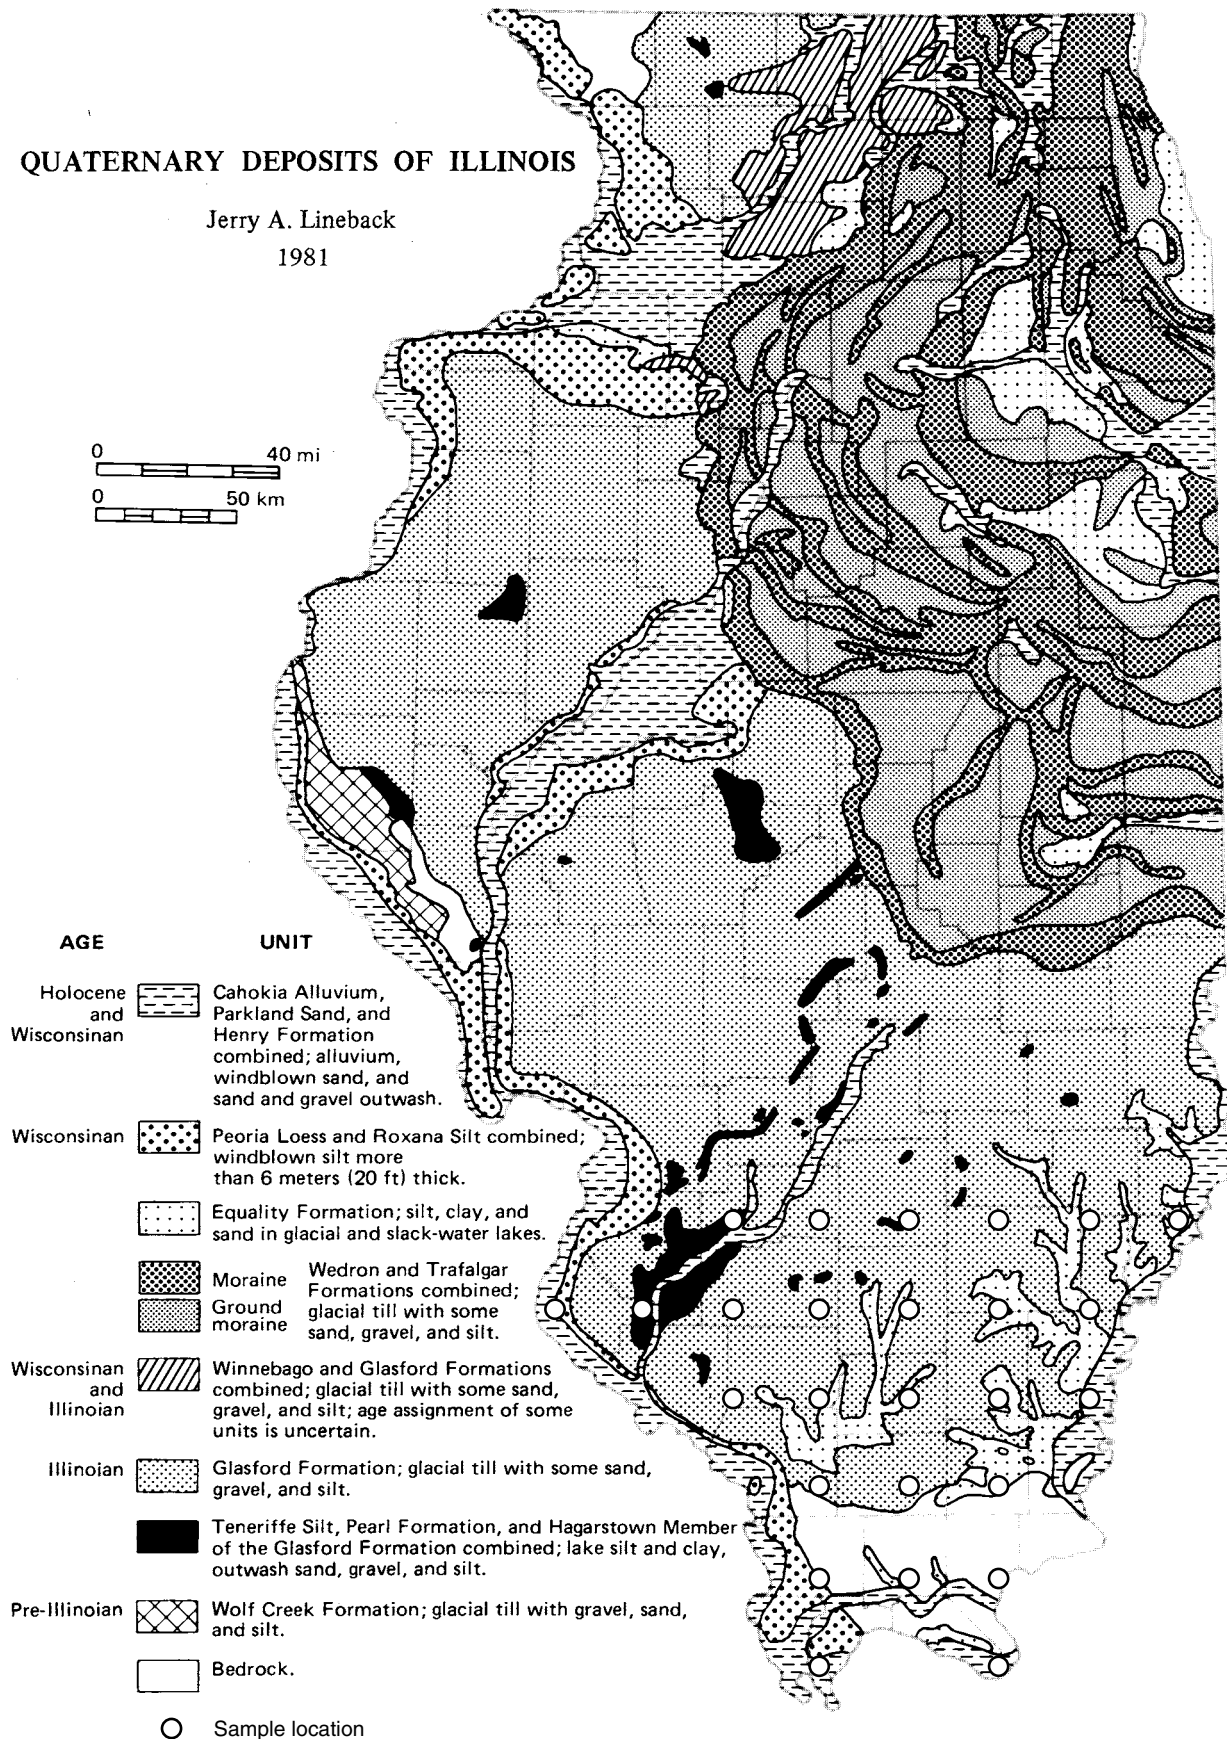 QUATERNARY DEPOSITS OF ILLINOIS
Jerry A. Lineback
1981
0 40 mi
0 50 km
AGE UNIT
Holocene
and
Wisconsinan
Cahokia Alluvium,
Parkland Sand, and
Henry Formation
combined; alluvium,
windblown sand, and
sand and gravel outwash.
Wisconsinan
Peoria Loess and Roxana Silt combined;
windblown silt more
than 6 meters (20 ft) thick.
Equality Formation; silt, clay, and
sand in glacial and slack-water lakes.
Moraine
Ground
moraine
Wedron and Trafalgar
Formations combined;
glacial till with some
sand, gravel, and silt.
Wisconsinan
and
Illinoian
Winnebago and Glasford Formations
combined; glacial till with some sand,
gravel, and silt; age assignment of some
units is uncertain.
Illinoian
Glasford Formation; glacial till with some sand,
gravel, and silt.
Teneriffe Silt, Pearl Formation, and Hagarstown Member
of the Glasford Formation combined; lake silt and clay,
outwash sand, gravel, and silt.
Pre-Illinoian
Wolf Creek Formation; glacial till with gravel, sand,
and silt.
Bedrock.
Sample location